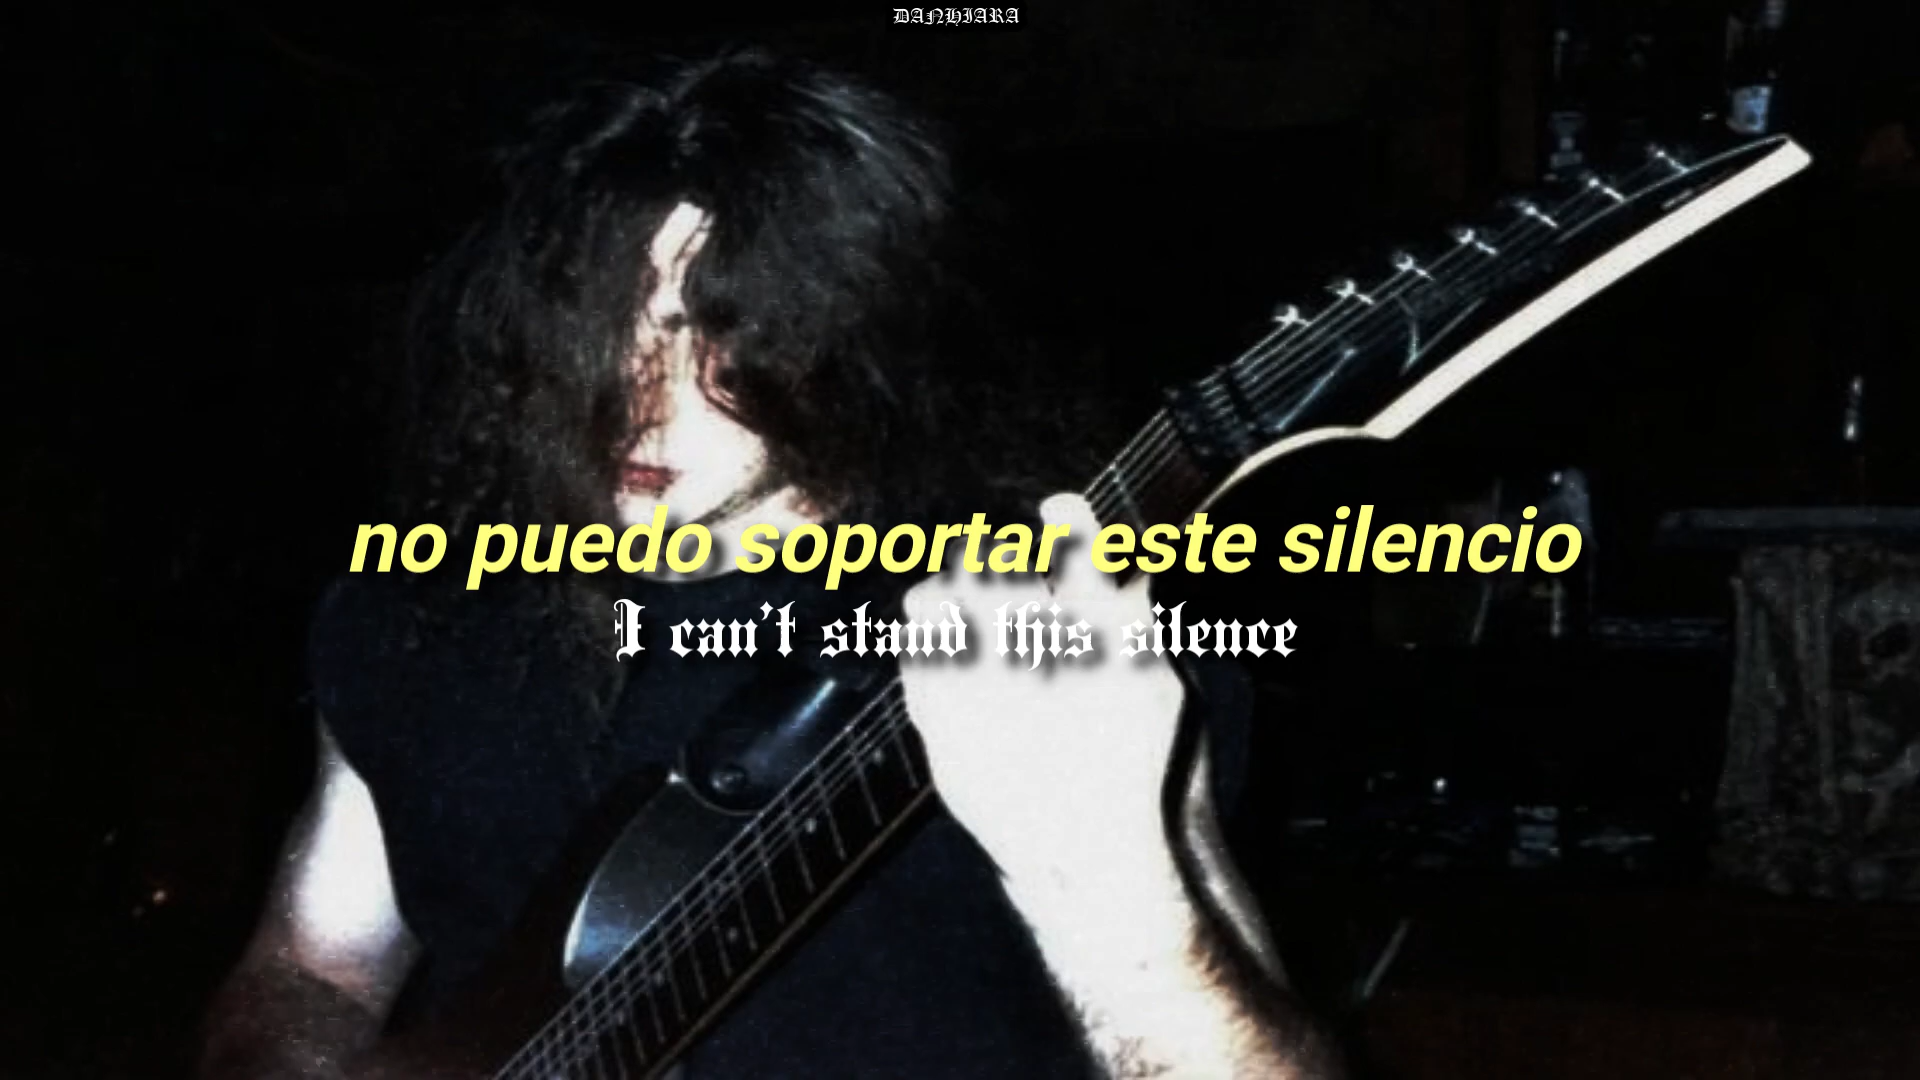 DANHIARA
no puedo soportar este silencio
I can't stand this silence